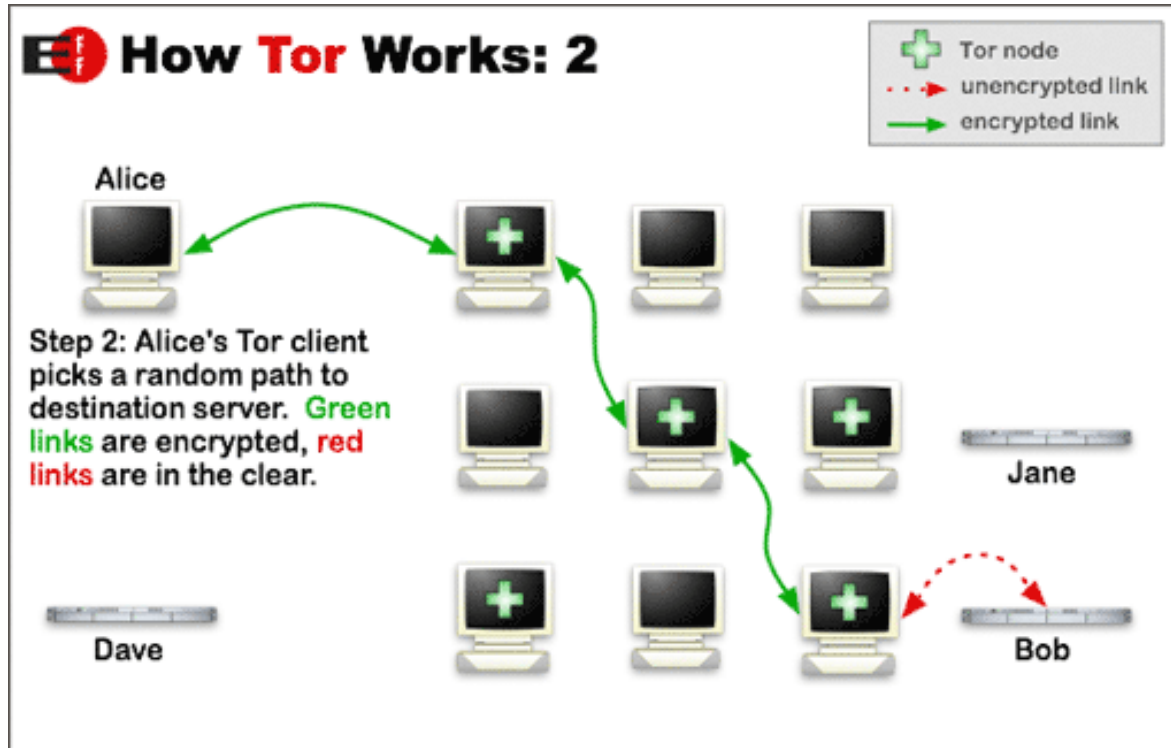 EFF How Tor Works: 2
Tor node
unencrypted link
encrypted link
Alice
Step 2: Alice's Tor client
picks a random path to
destination server. Green
links are encrypted, red
links are in the clear.
Jane
Dave
Bob